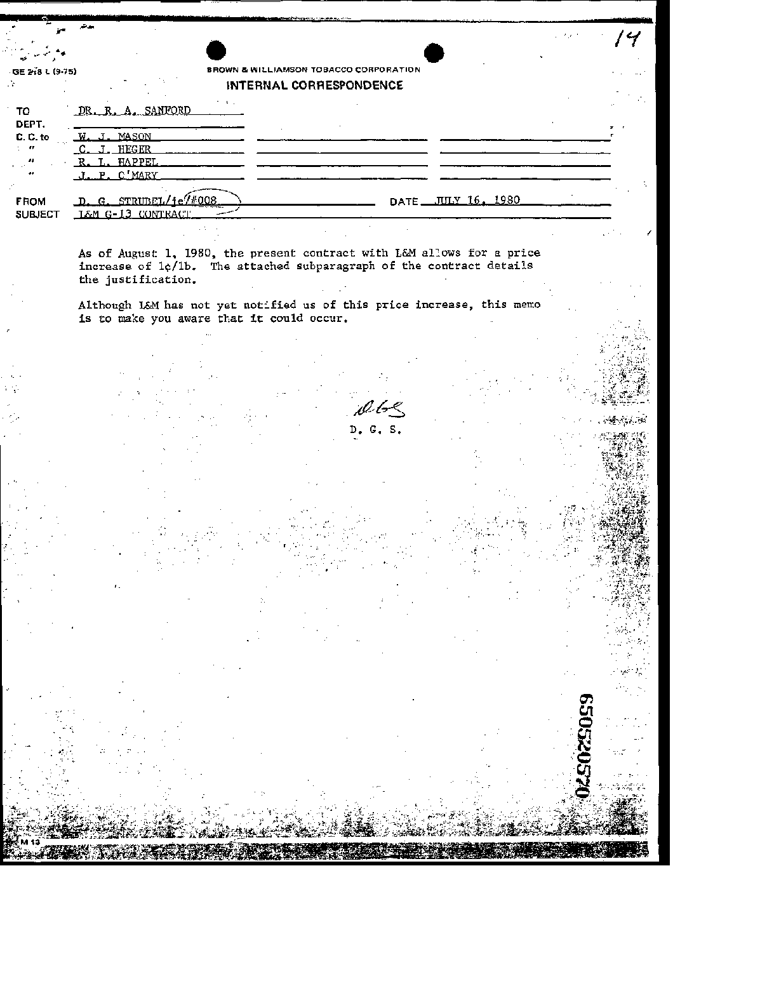 14
GE 218 L (9-75)
BROWN & WILLIAMSON TOBACCO CORPORATION
INTERNAL CORRESPONDENCE
TO DR. R. A. SANFORD
DEPT.
C. C. to W. J. MASON
" C. J. HEGER
" R. L. HAPPEL
" J. P. O'MARY
FROM D. G. STRUBEL/je/#008 DATE JULY 16, 1980
SUBJECT L&M G-13 CONTRACT
As of August 1, 1980, the present contract with L&M allows for a price
increase of 1¢/lb. The attached subparagraph of the contract details
the justification.
Although L&M has not yet notified us of this price increase, this memo
is to make you aware that it could occur.
DGS
D. G. S.
650520570
M 13